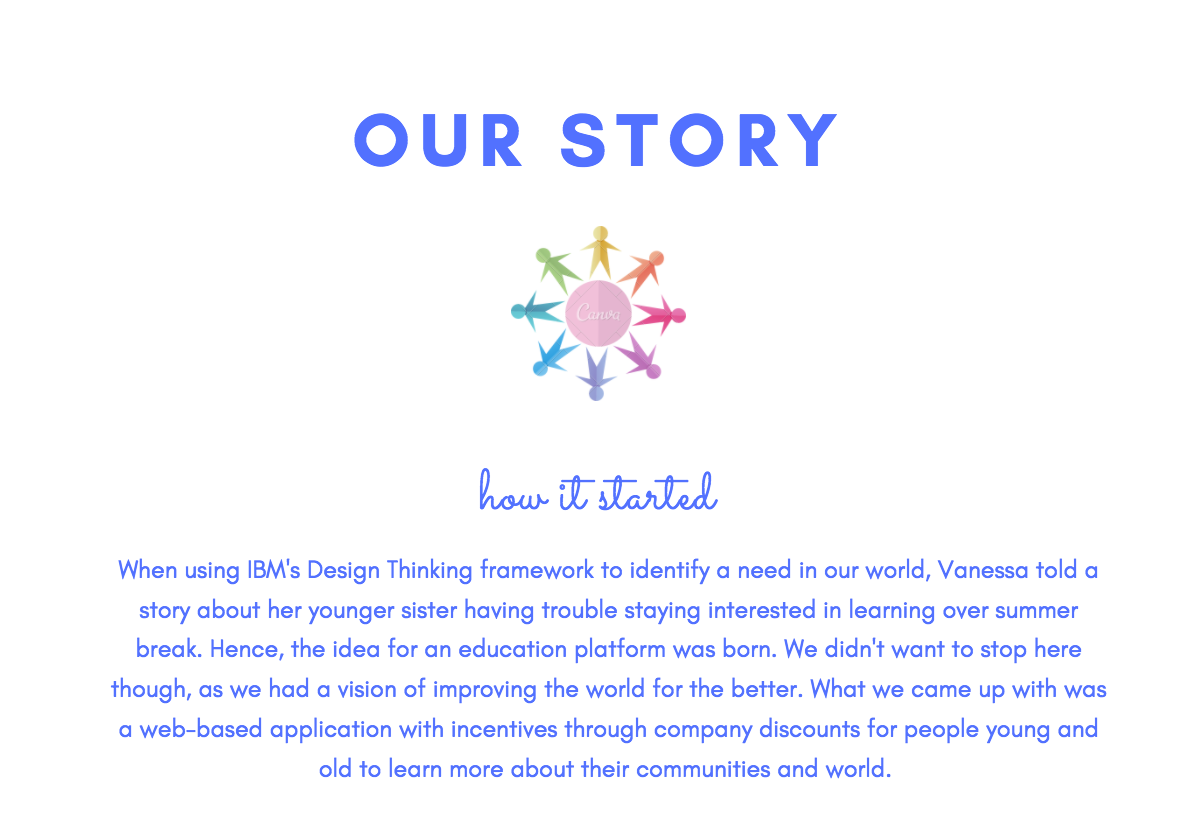 OUR STORY
Canva
how it started
When using IBM's Design Thinking framework to identify a need in our world, Vanessa told a
story about her younger sister having trouble staying interested in learning over summer
break. Hence, the idea for an education platform was born. We didn't want to stop here
though, as we had a vision of improving the world for the better. What we came up with was
a web-based application with incentives through company discounts for people young and
old to learn more about their communities and world.